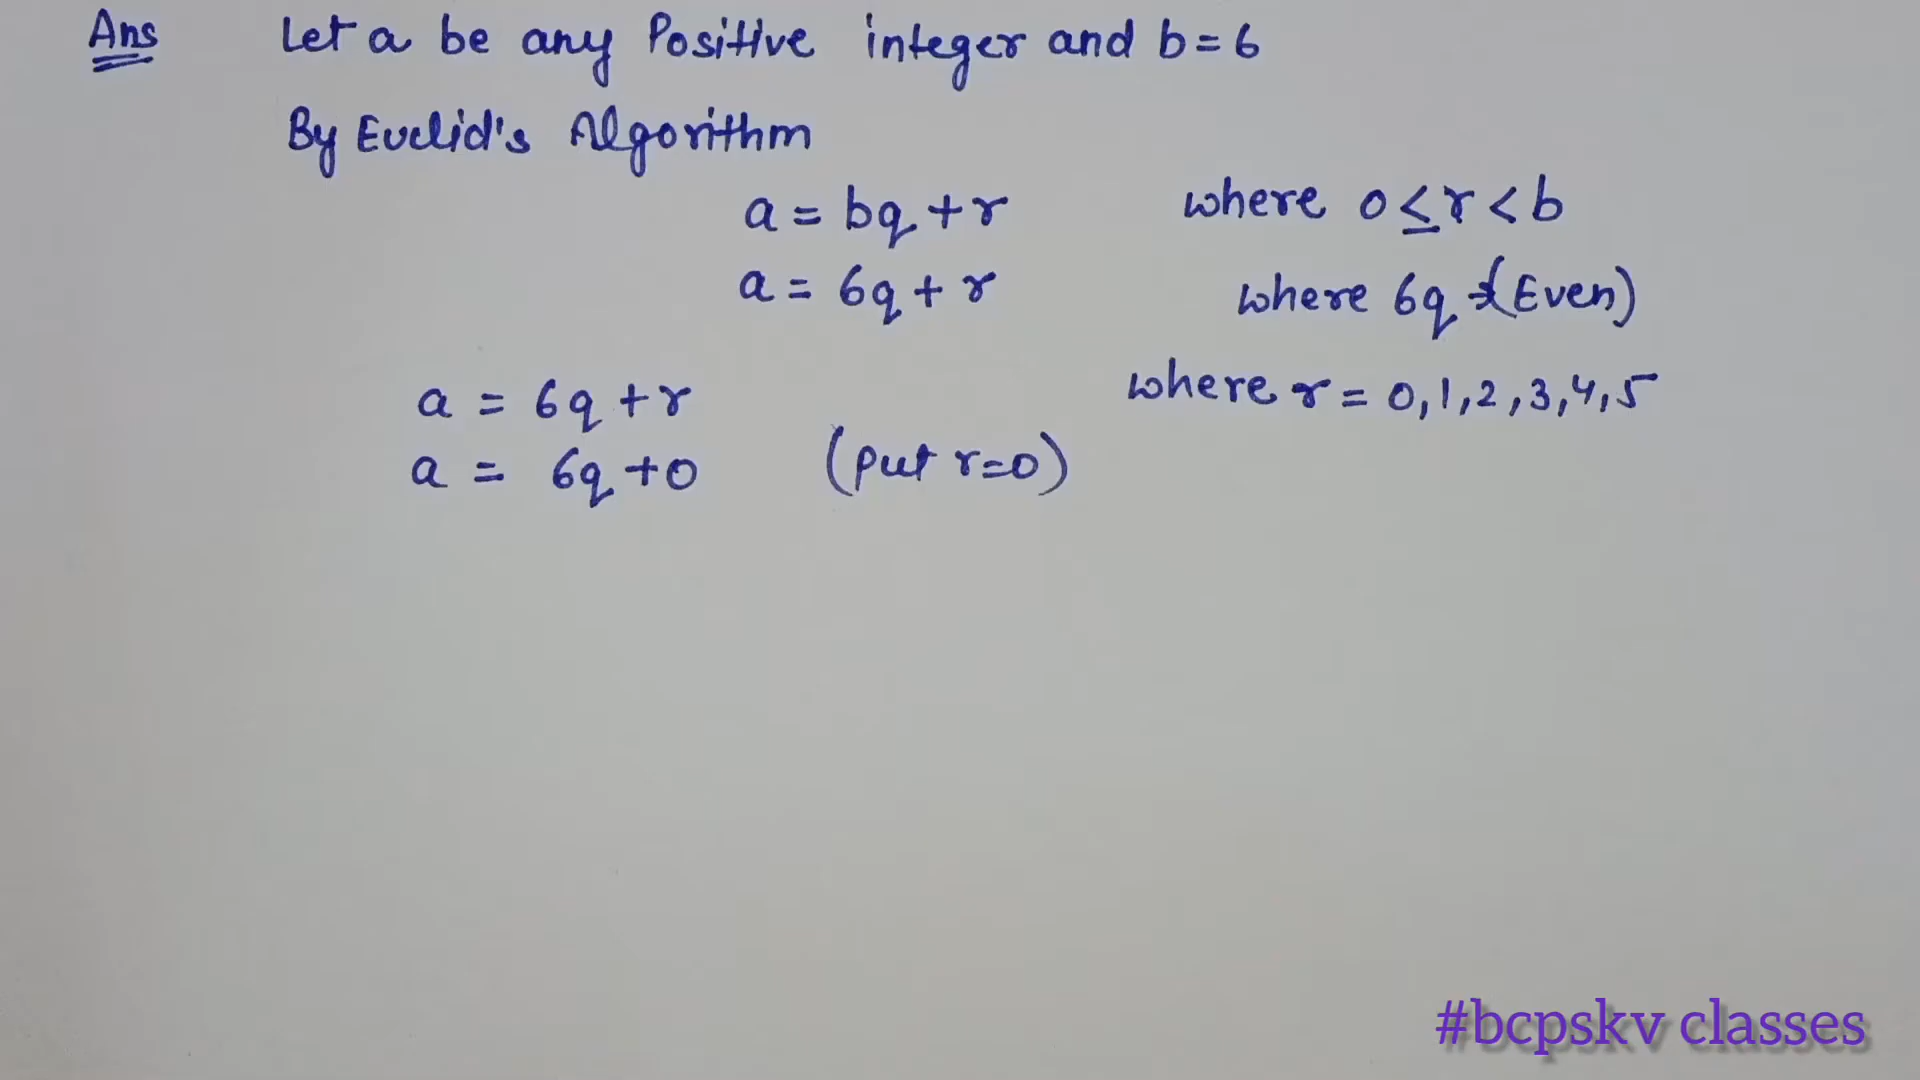 Ans Let a be any Positive integer and b = 6
By Euclid's Algorithm
a = bq + r where 0 ≤ r < b
a = 6q + r where 6q (Even)
a = 6q + r where r = 0,1,2,3,4,5
a = 6q + 0 (Put r=0)
#bcpskv classes